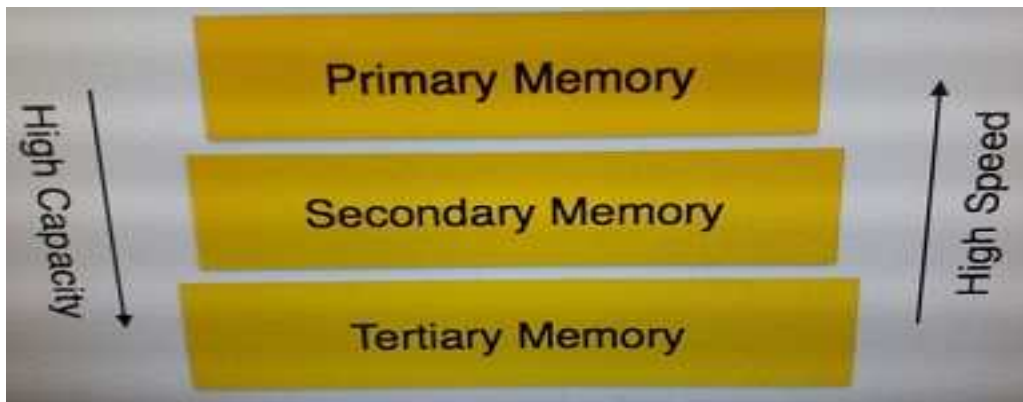 Primary Memory
Secondary Memory
Tertiary Memory
High Capacity
High Speed